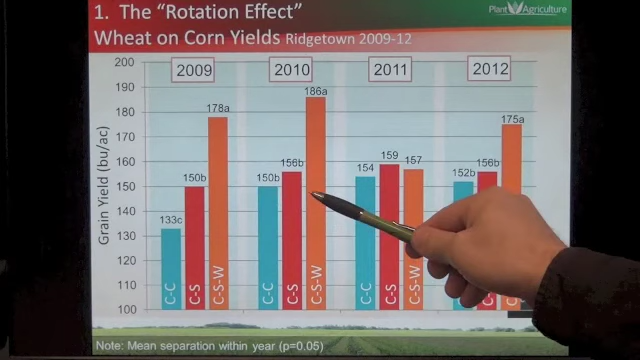 1. The "Rotation Effect"
Wheat on Corn Yields Ridgetown 2009-12
Plant Agriculture
Grain Yield (bu/ac)
200
190
180
170
160
150
140
130
120
110
100
2009
2010
2011
2012
133c
150b
178a
150b
156b
186a
154
159
157
152b
156b
175a
C-C
C-S
C-S-W
C-C
C-S
C-S-W
C-C
C-S
C-S-W
C-C
C-S
Note: Mean separation within year (p=0.05)